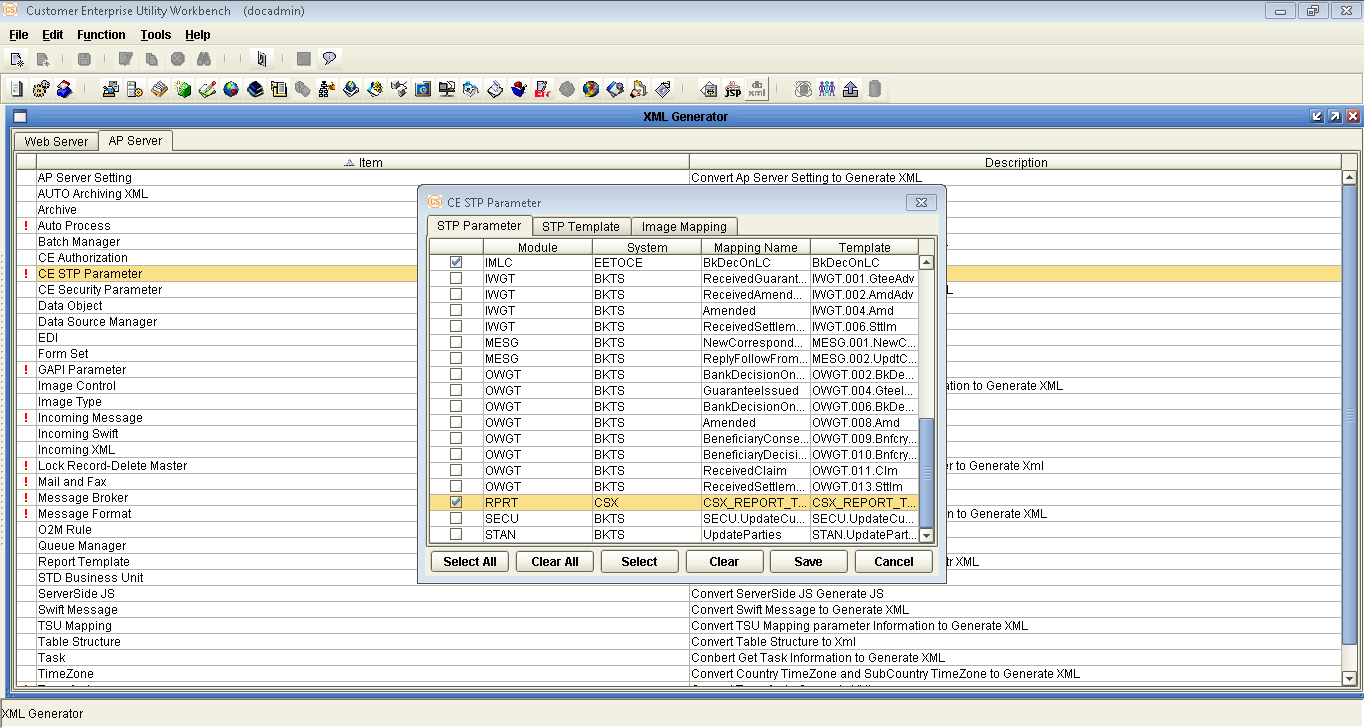 Customer Enterprise Utility Workbench (docadmin)
File Edit Function Tools Help
jsp
XML Generator
Web Server AP Server
Item Description
AP Server Setting Convert Ap Server Setting to Generate XML
AUTO Archiving XML
Archive
! Auto Process
Batch Manager
CE Authorization
! CE STP Parameter
CE Security Parameter
Data Object
Data Source Manager
EDI
Form Set
! GAPI Parameter
Image Control ation to Generate XML
Image Type
! Incoming Message
Incoming Swift
Incoming XML
! Lock Record-Delete Master er to Generate Xml
! Mail and Fax
! Message Broker
! Message Format ation to Generate XML
O2M Rule
Queue Manager
Report Template tr XML
STD Business Unit
ServerSide JS Convert ServerSide JS Generate JS
Swift Message Convert Swift Message to Generate XML
TSU Mapping Convert TSU Mapping parameter Information to Generate XML
Table Structure Convert Table Structure to Xml
Task Conbert Get Task Information to Generate XML
TimeZone Convert Country TimeZone and SubCountry TimeZone to Generate XML
CS CE STP Parameter
STP Parameter STP Template Image Mapping
Module System Mapping Name Template
IMLC EETOCE BkDecOnLC BkDecOnLC
IWGT BKTS ReceivedGuarant... IWGT.001.GteeAdv
IWGT BKTS ReceivedAmend... IWGT.002.AmdAdv
IWGT BKTS Amended IWGT.004.Amd
IWGT BKTS ReceivedSettlem... IWGT.006.Sttlm
MESG BKTS NewCorrespond... MESG.001.NewC...
MESG BKTS ReplyFollowFrom... MESG.002.UpdtC...
OWGT BKTS BankDecisionOn... OWGT.002.BkDe...
OWGT BKTS GuaranteeIssued OWGT.004.GteeI...
OWGT BKTS BankDecisionOn... OWGT.006.BkDe...
OWGT BKTS Amended OWGT.008.Amd
OWGT BKTS BeneficiaryConse... OWGT.009.Bnfcry...
OWGT BKTS BeneficiaryDecisi... OWGT.010.Bnfcry...
OWGT BKTS ReceivedClaim OWGT.011.Clm
OWGT BKTS ReceivedSettlem... OWGT.013.Sttlm
RPRT CSX CSX_REPORT_T... CSX_REPORT_T...
SECU BKTS SECU.UpdateCu... SECU.UpdateCu...
STAN BKTS UpdateParties STAN.UpdatePart...
Select All Clear All Select Clear Save Cancel
XML Generator